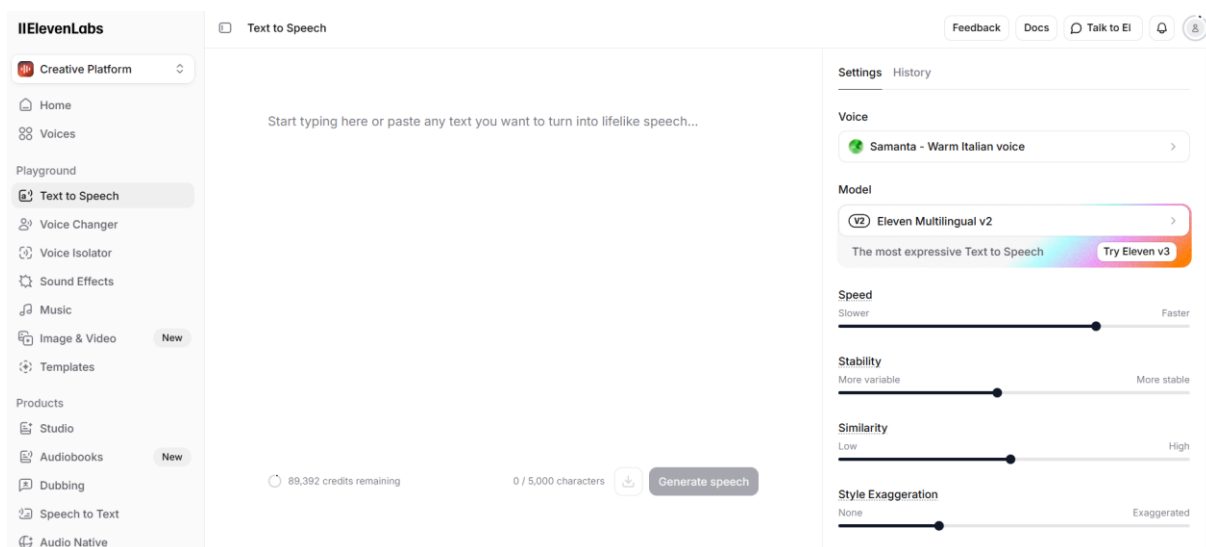 IIElevenLabs
Text to Speech
Feedback
Docs
Talk to El
Creative Platform
Home
Voices
Playground
Text to Speech
Voice Changer
Voice Isolator
Sound Effects
Music
Image & Video New
Templates
Products
Studio
Audiobooks New
Dubbing
Speech to Text
Audio Native
Start typing here or paste any text you want to turn into lifelike speech...
89,392 credits remaining
0 / 5,000 characters
Generate speech
Settings History
Voice
Samanta - Warm Italian voice
Model
V2 Eleven Multilingual v2
The most expressive Text to Speech Try Eleven v3
Speed
Slower Faster
Stability
More variable More stable
Similarity
Low High
Style Exaggeration
None Exaggerated